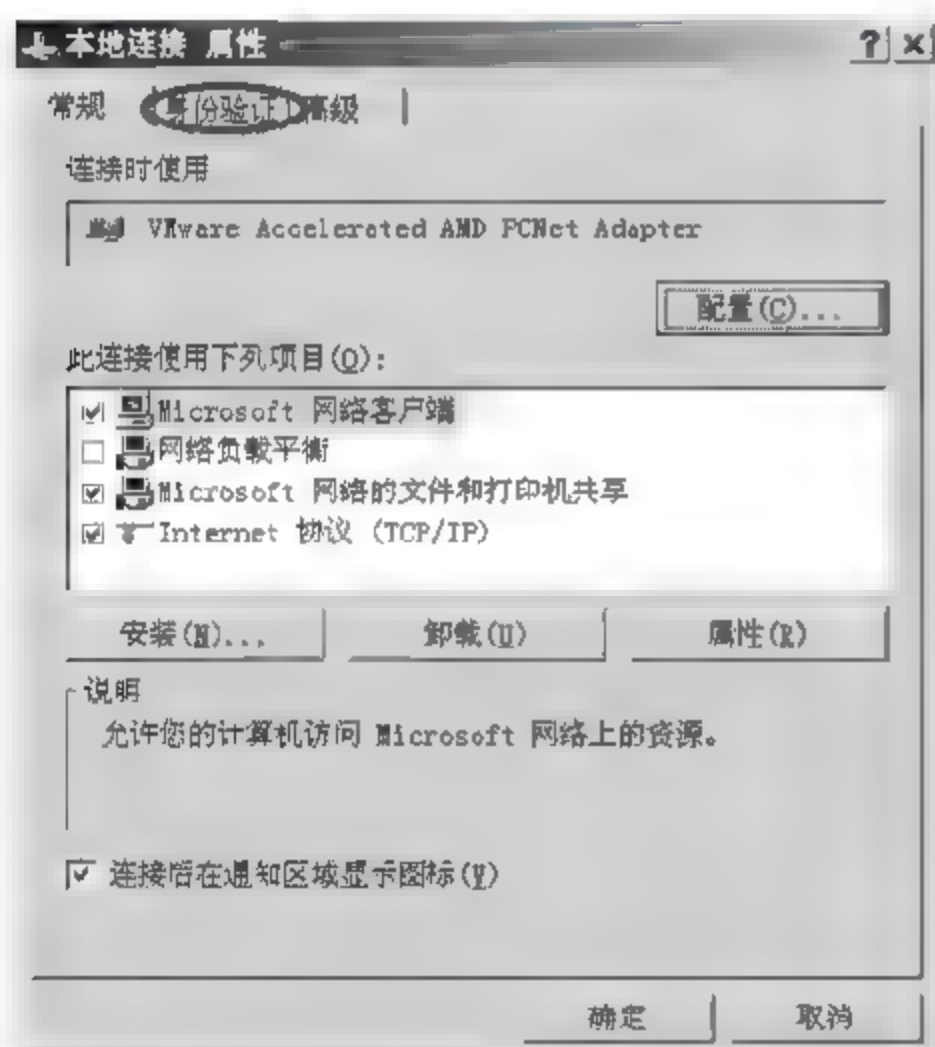 本地连接 属性
? ×
常规 身份验证 高级
连接时使用
VMware Accelerated AMD PCNet Adapter
配置(C)...
此连接使用下列项目(O):
Microsoft 网络客户端
网络负载平衡
Microsoft 网络的文件和打印机共享
Internet 协议 (TCP/IP)
安装(N)... 卸载(U) 属性(R)
说明
允许您的计算机访问 Microsoft 网络上的资源。
连接后在通知区域显示图标(W)
确定 取消